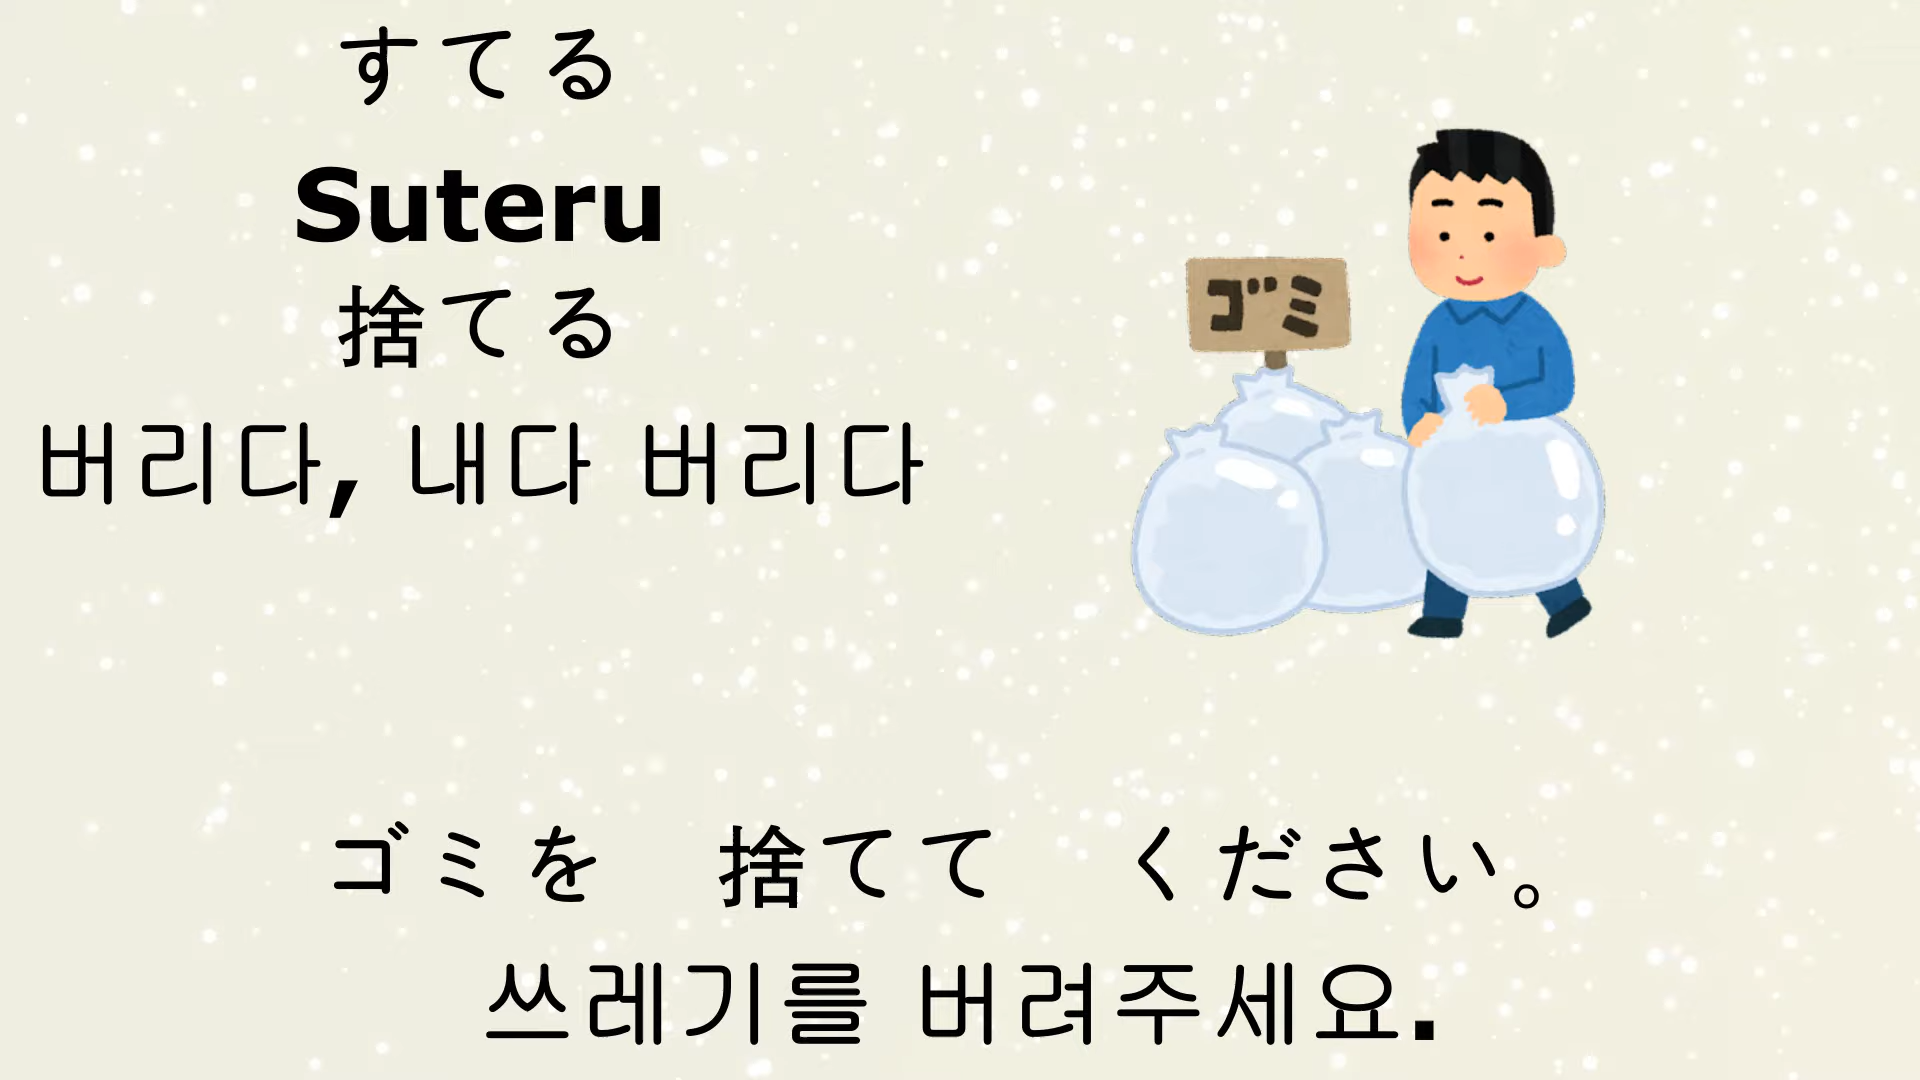 すてる
Suteru
捨てる
버리다, 내다 버리다
ゴミ
ゴミを　捨てて　ください。
쓰레기를 버려주세요.